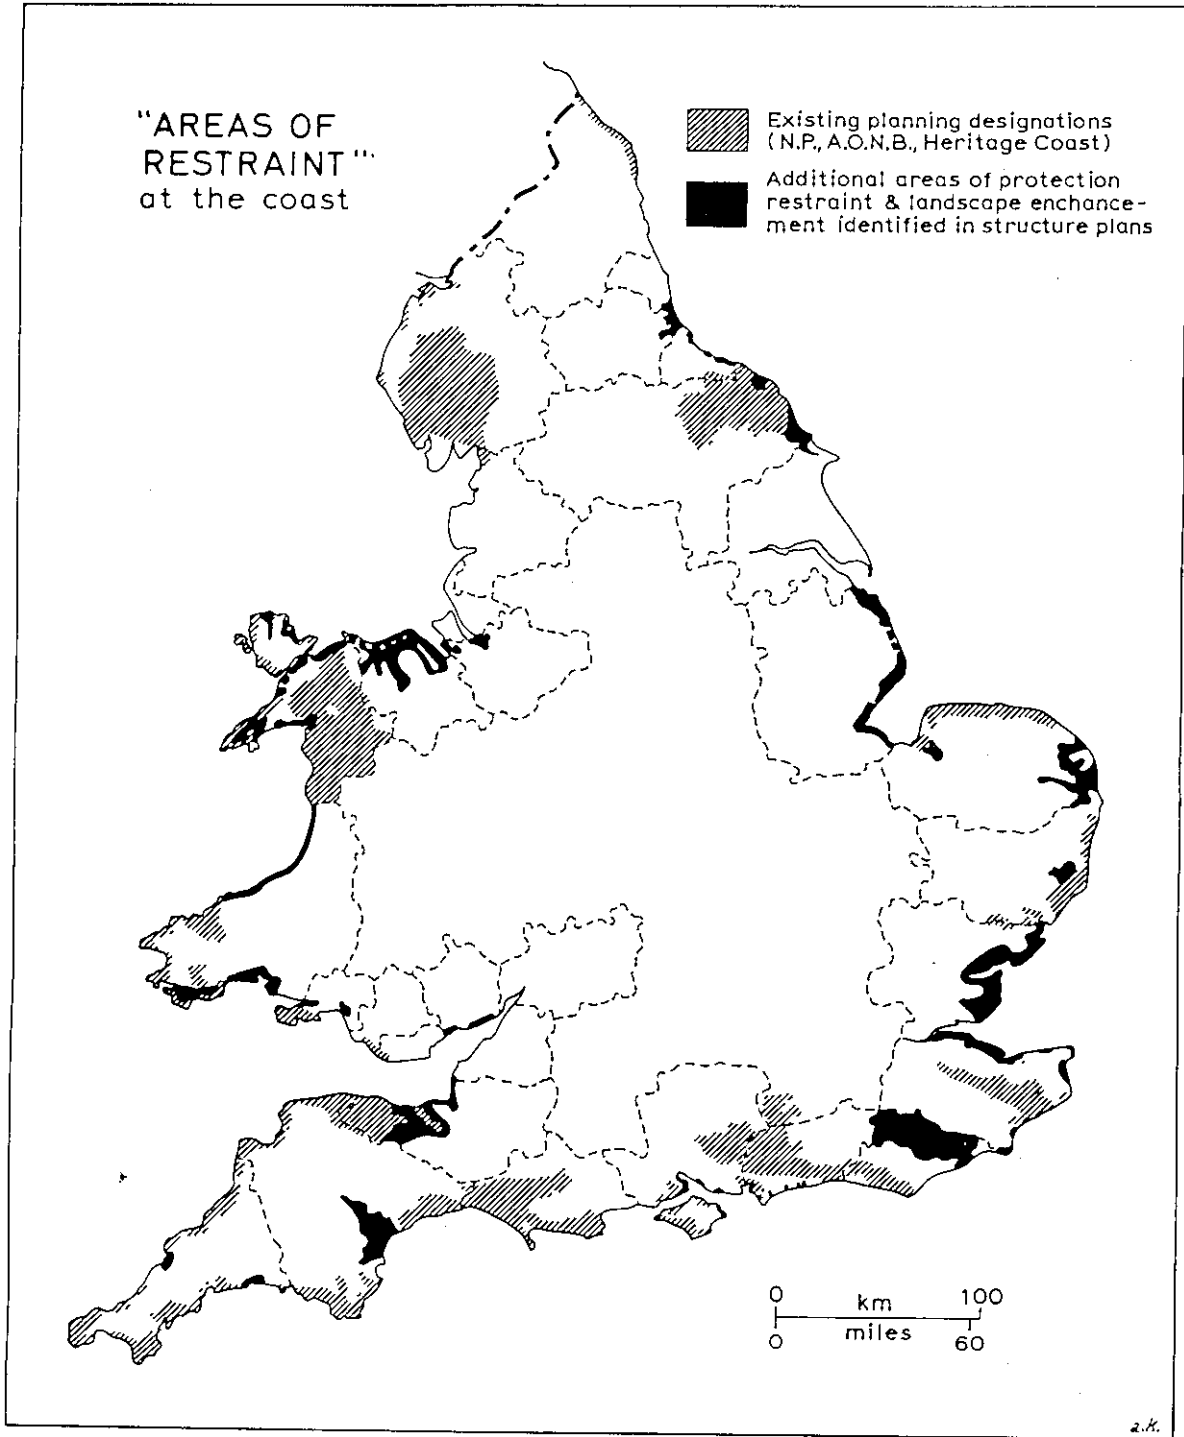 "AREAS OF
RESTRAINT"
at the coast
Existing planning designations
(N.P., A.O.N.B., Heritage Coast)
Additional areas of protection
restraint & landscape enchance-
ment identified in structure plans
0 km 100
0 miles 60
a.K.